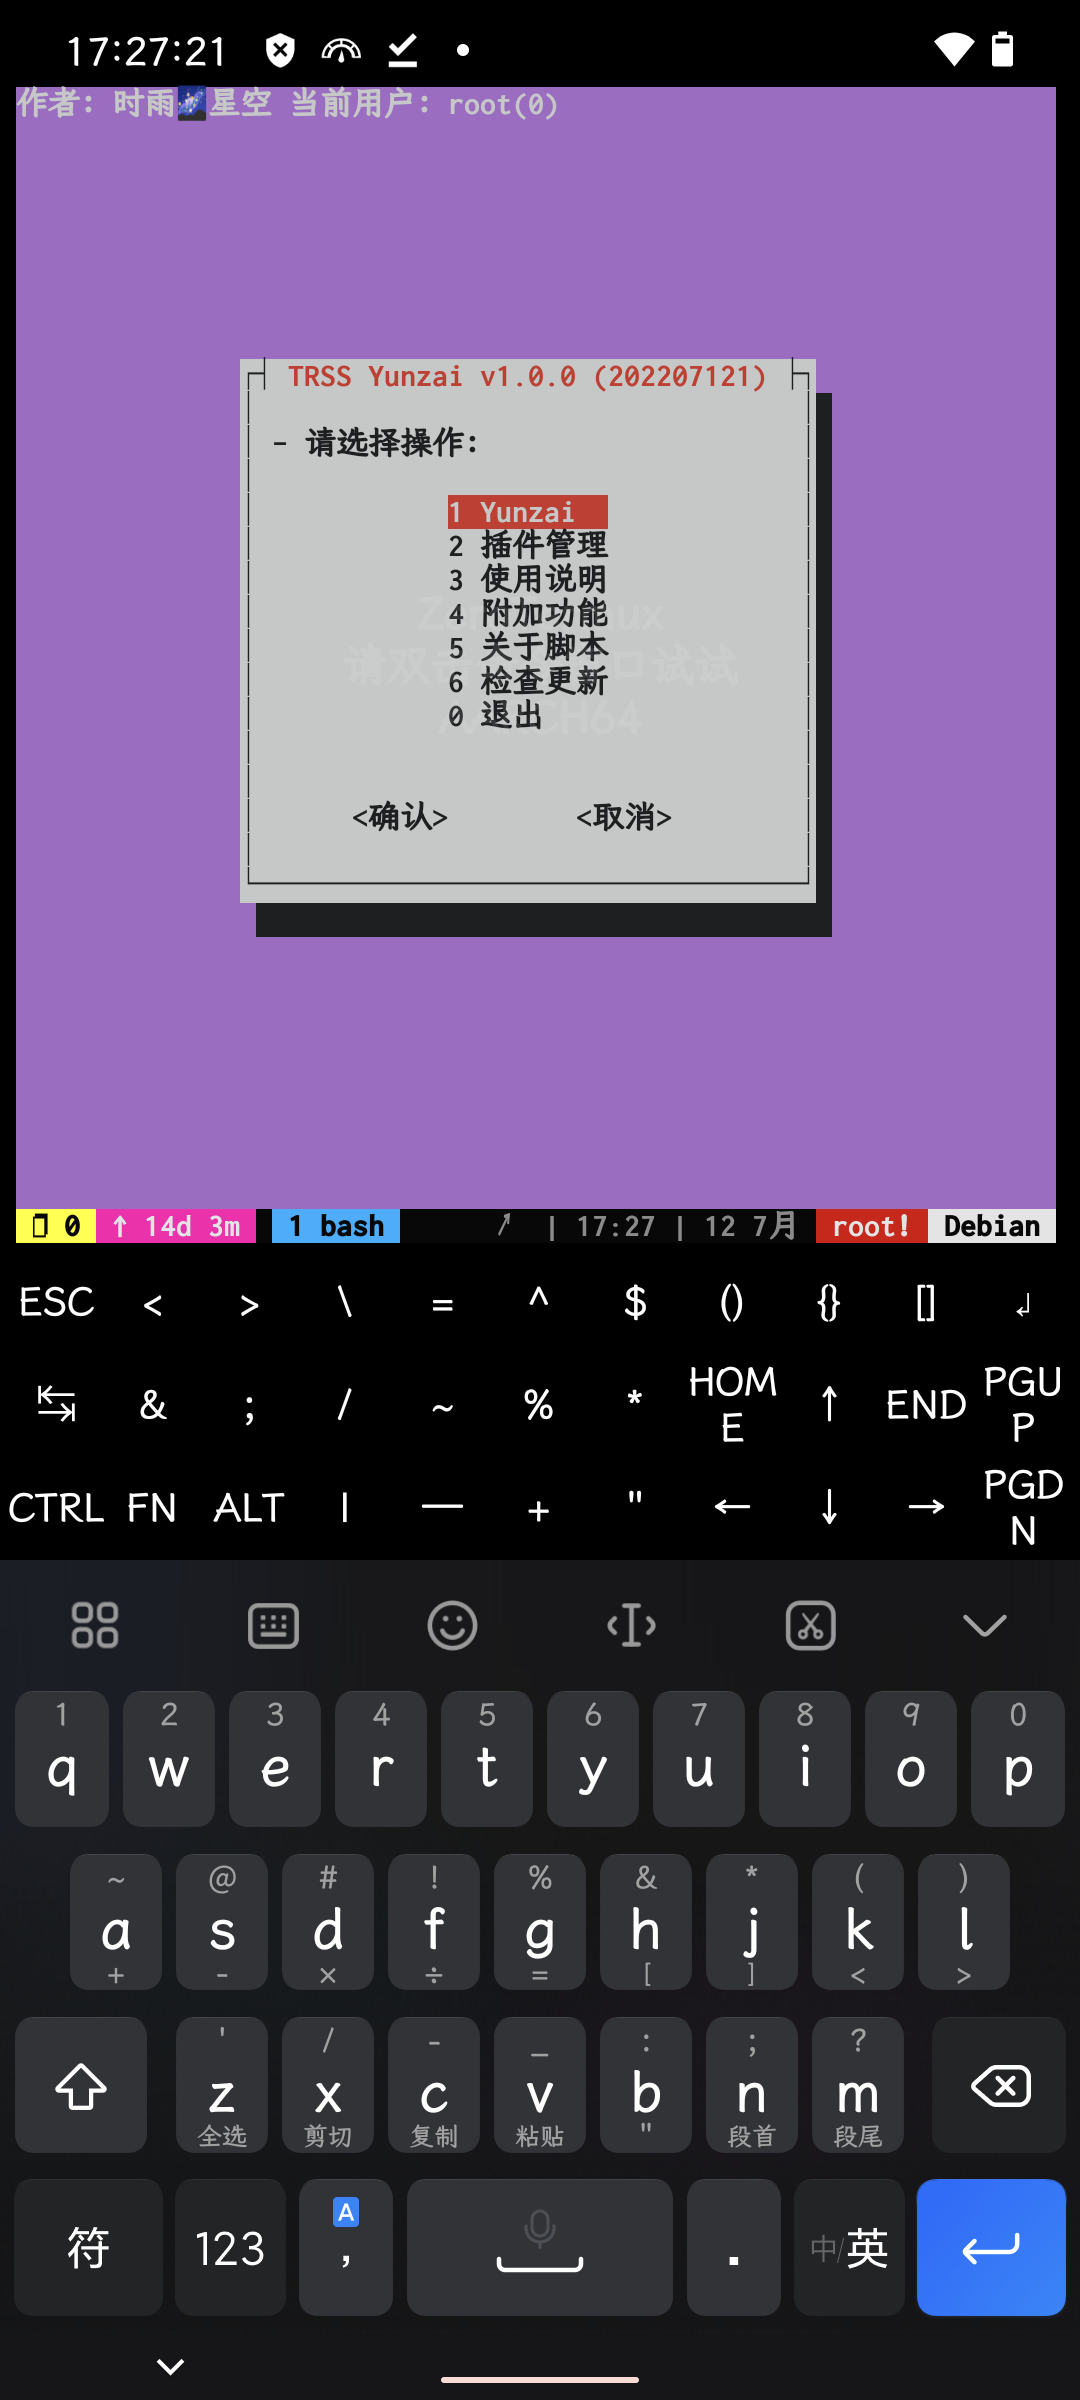 17:27:21
作者: 时雨🌌星空 当前用户: root(0)
TRSS Yunzai v1.0.0 (202207121)
- 请选择操作:
1 Yunzai
2 插件管理
3 使用说明
4 附加功能
5 关于脚本
6 检查更新
0 退出
<确认> <取消>
0 ↑ 14d 3m 1 bash | 17:27 | 12 7月 root! Debian
ESC < > \ = ^ $ () {} [] ↲
↹ & ; / ~ % * HOME ↑ END PGUP
CTRL FN ALT | — + " ← ↓ → PGDN
1 2 3 4 5 6 7 8 9 0
q w e r t y u i o p
~ @ # ! % & * ( )
a s d f g h j k l
+ - × ÷ = [ ] < >
' / - _ : ; ?
z x c v b n m
全选 剪切 复制 粘贴 " 段首 段尾
符 123 A , . 中/英